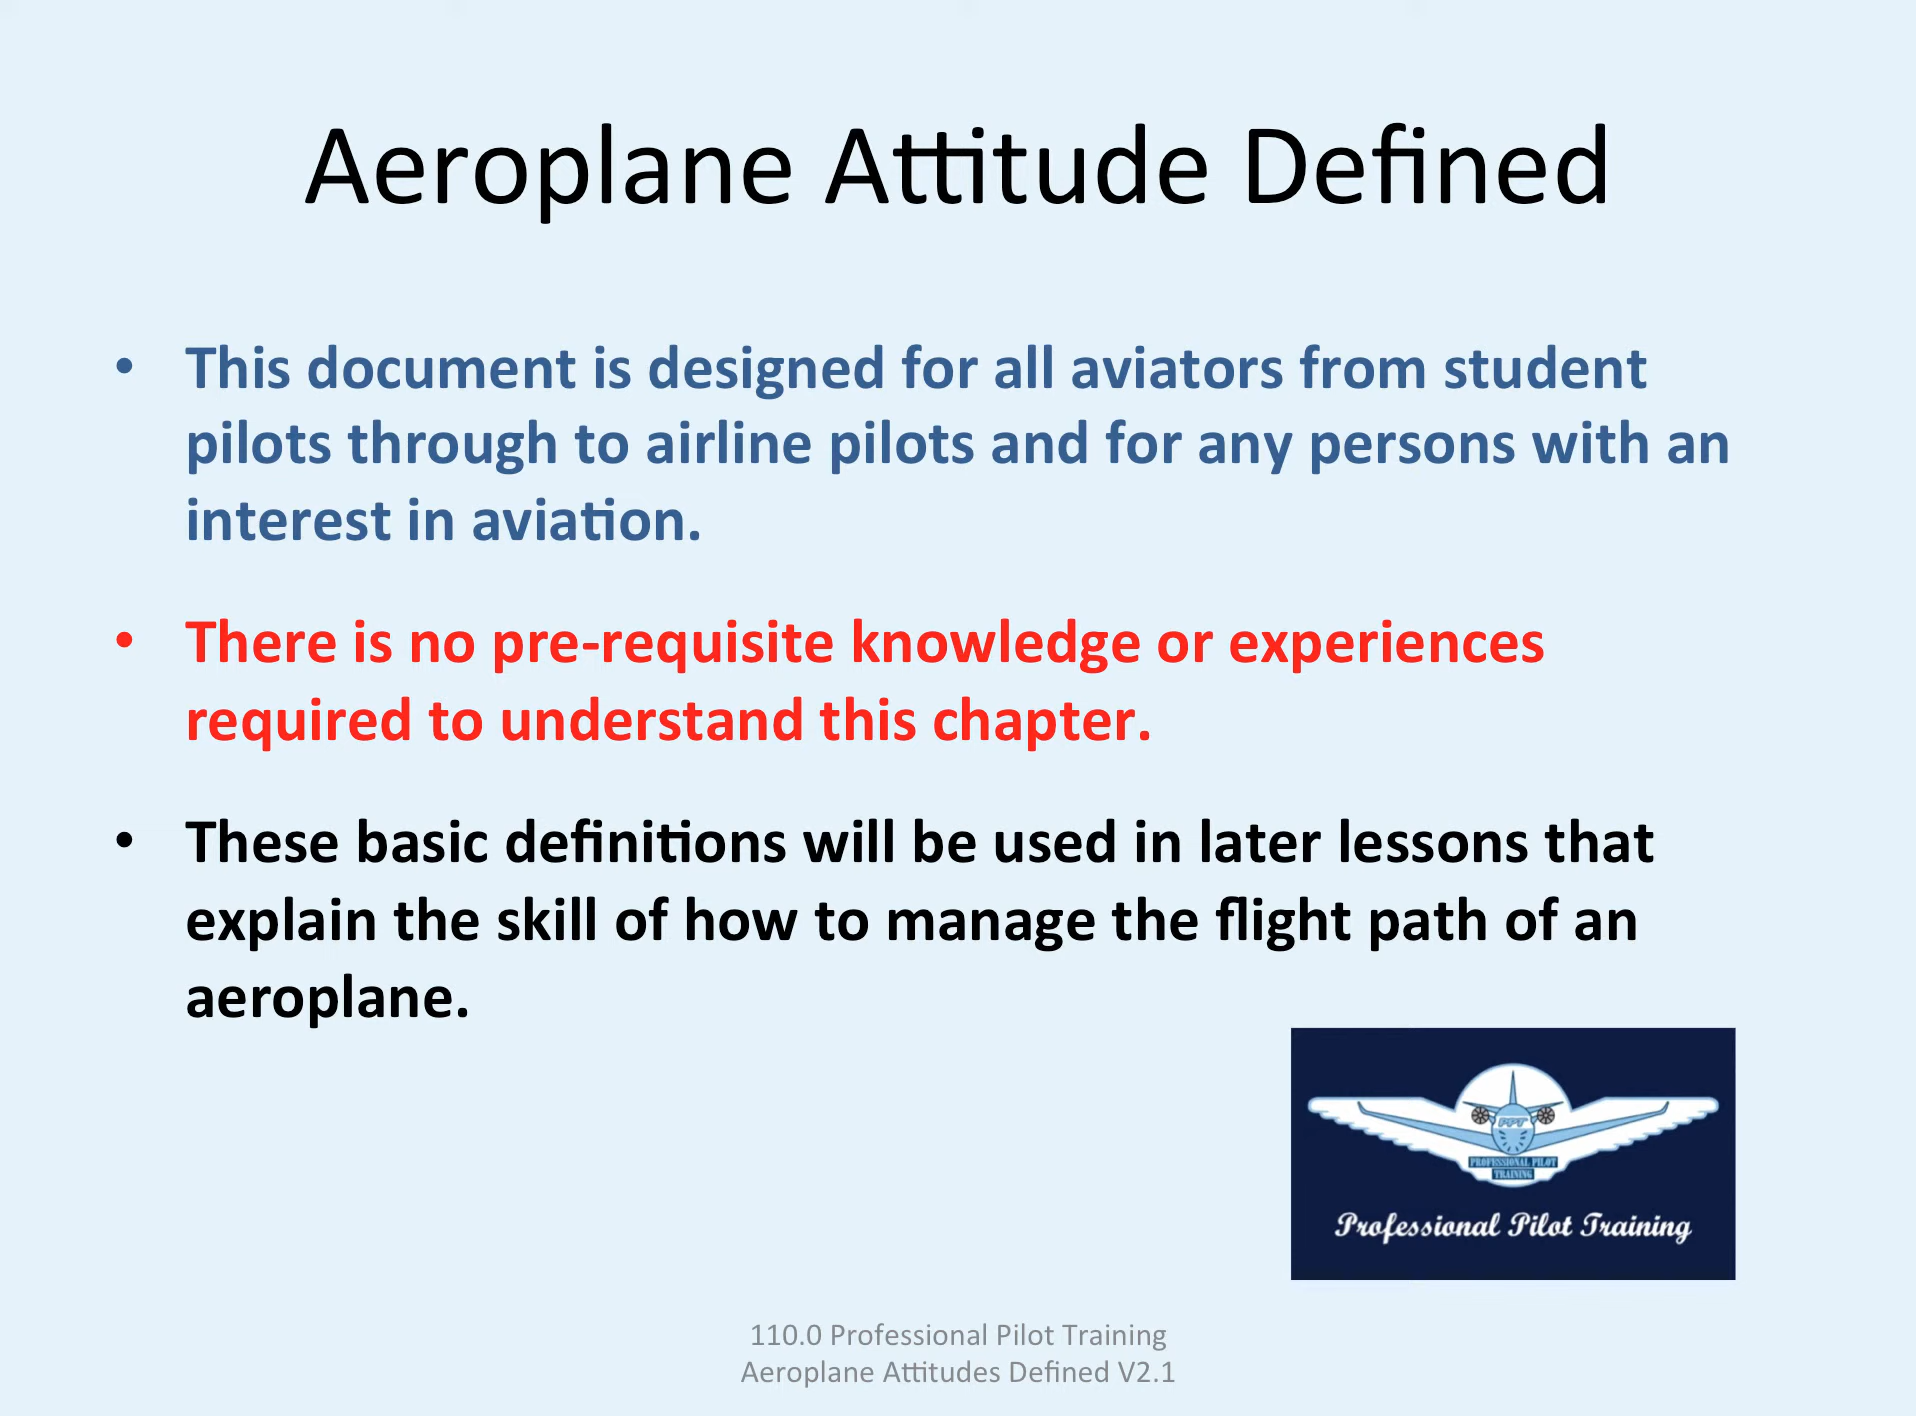 Aeroplane Attitude Defined
• This document is designed for all aviators from student
pilots through to airline pilots and for any persons with an
interest in aviation.
• There is no pre-requisite knowledge or experiences
required to understand this chapter.
• These basic definitions will be used in later lessons that
explain the skill of how to manage the flight path of an
aeroplane.
PPT
PROFESSIONAL PILOT
TRAINING
Professional Pilot Training
110.0 Professional Pilot Training
Aeroplane Attitudes Defined V2.1